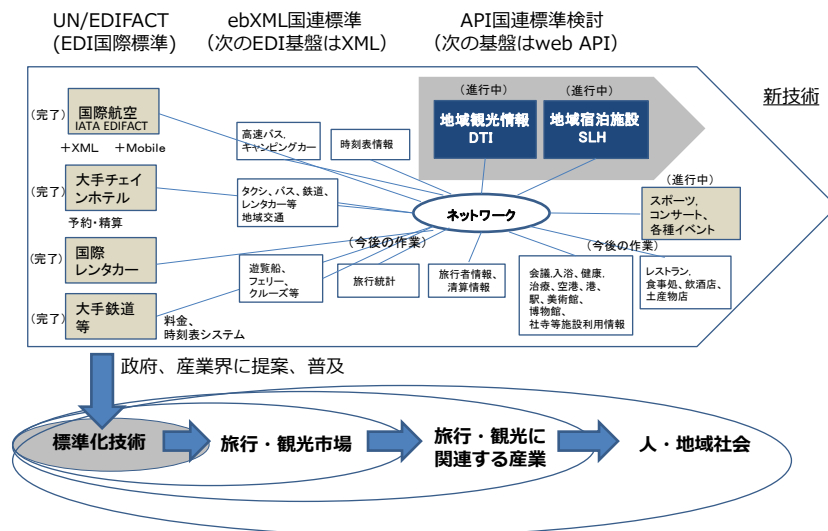 UN/EDIFACT
(EDI国際標準)
ebXML国連標準
(次のEDI基盤はXML)
API国連標準検討
(次の基盤はweb API)
新技術
(完了)
国際航空
IATA EDIFACT
+XML +Mobile
(完了)
大手チェイ
ンホテル
予約・精算
(完了)
国際
レンタカー
(完了)
大手鉄道
等
料金、
時刻表システム
高速バス,
キャンピングカー
時刻表情報
タクシ、バス、鉄道、
レンタカー等
地域交通
(進行中)
地域観光情報
DTI
(進行中)
地域宿泊施設
SLH
ネットワーク
(進行中)
スポーツ,
コンサート、
各種イベント
(今後の作業)
遊覧船、
フェリー、
クルーズ等
旅行統計
旅行者情報、
清算情報
会議,入浴、健康,
治療、空港、港、
駅、美術館、
博物館、
社寺等施設利用情報
(今後の作業)
レストラン,
食事処、飲酒店、
土産物店
政府、産業界に提案、普及
標準化技術
旅行・観光市場
旅行・観光に
関連する産業
人・地域社会